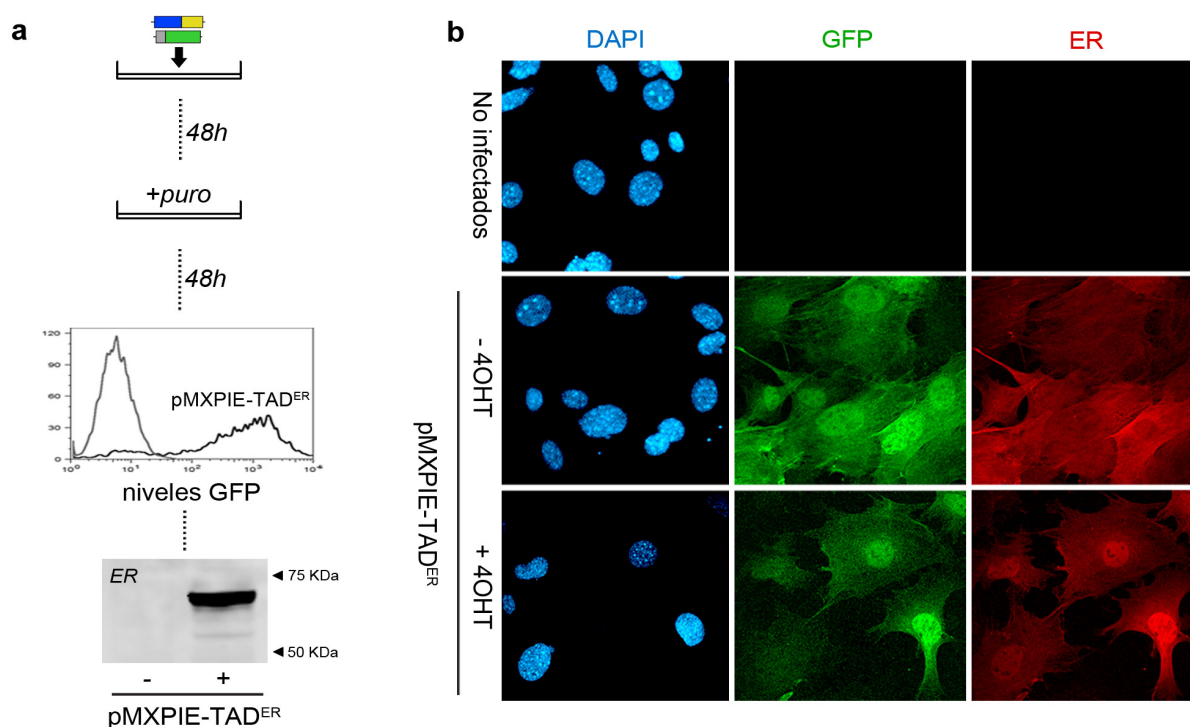 a
48h
+puro
48h
120
90
60
30
0
pMXPIE-TADER
10⁰
10¹
10²
10³
niveles GFP
ER
75 KDa
50 KDa
- +
pMXPIE-TADER
b
DAPI GFP ER
No infectados
- 4OHT
+ 4OHT
pMXPIE-TADER